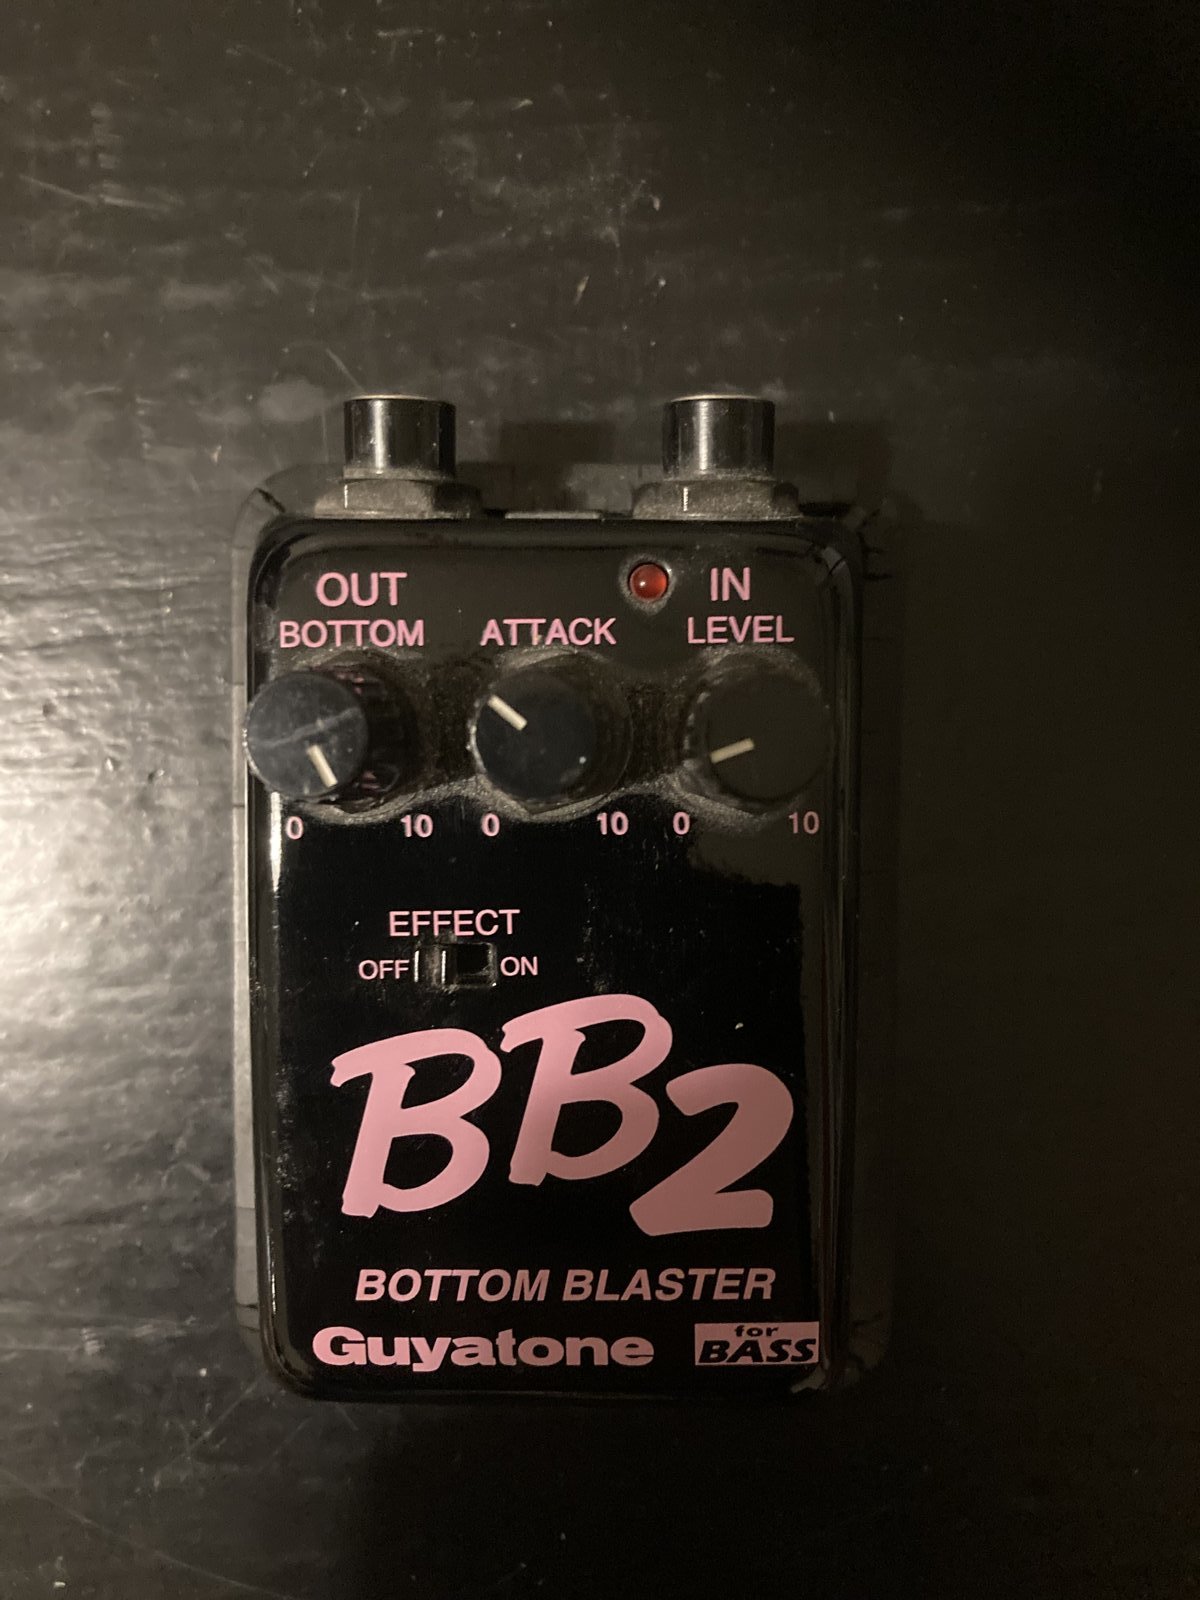 OUT IN
BOTTOM ATTACK LEVEL
0 10 0 10 0 10
EFFECT
OFF ON
BB2
BOTTOM BLASTER
Guyatone for BASS